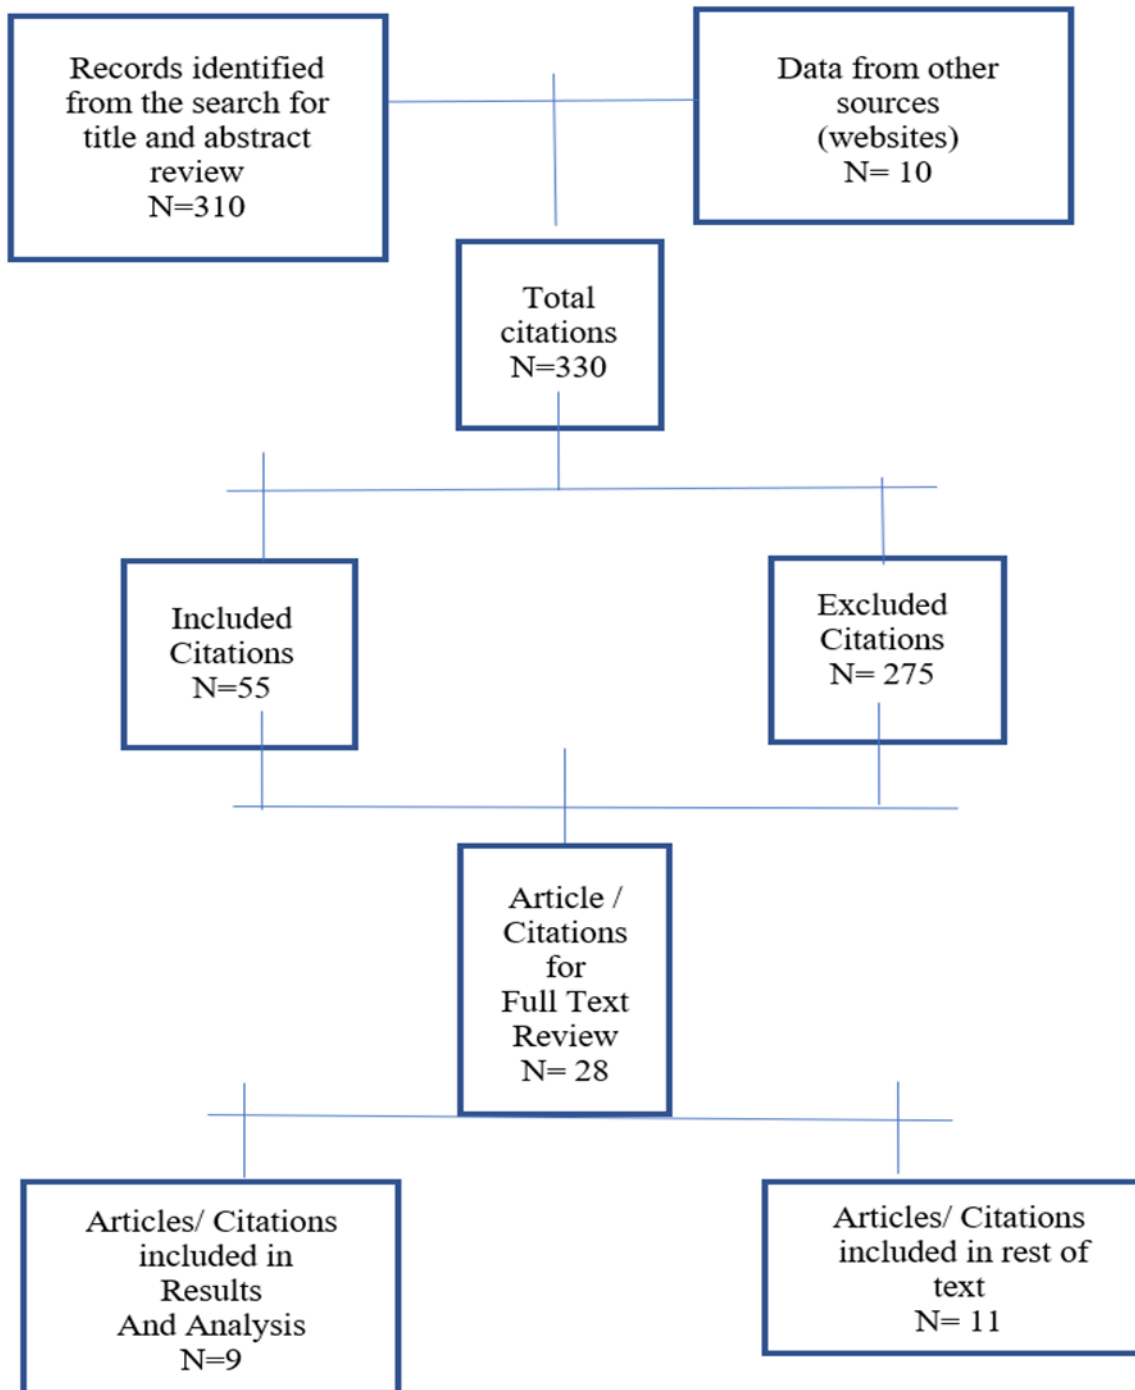 Records identified
from the search for
title and abstract
review
N=310
Data from other
sources
(websites)
N= 10
Total
citations
N=330
Included
Citations
N=55
Excluded
Citations
N= 275
Article /
Citations
for
Full Text
Review
N= 28
Articles/ Citations
included in
Results
And Analysis
N=9
Articles/ Citations
included in rest of
text
N= 11